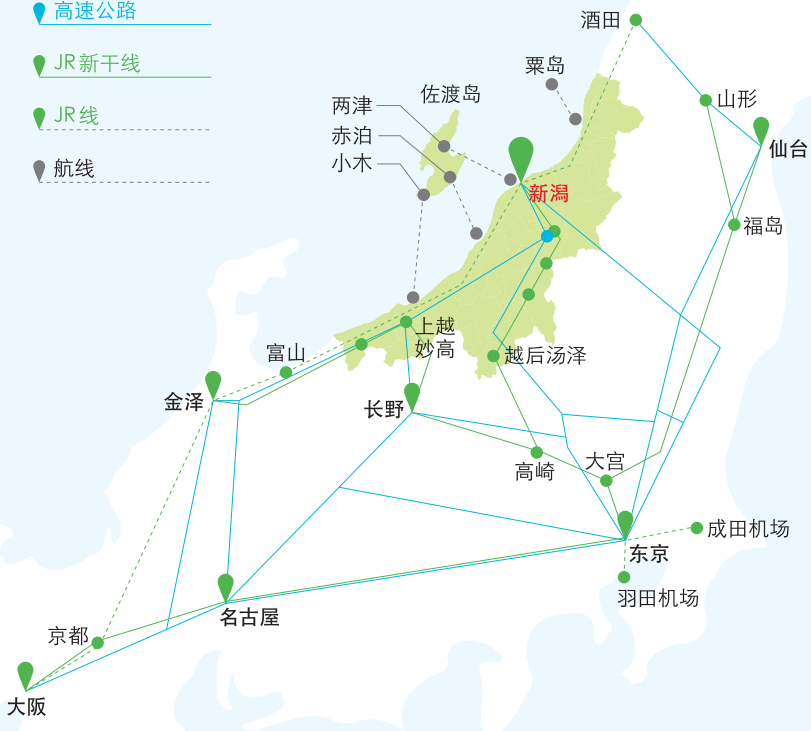 高速公路
JR新干线
JR线
航线
酒田
粟岛
佐渡岛
两津
赤泊
小木
山形
仙台
新潟
福岛
上越
妙高
富山
越后汤泽
金泽
长野
高崎
大宫
成田机场
东京
羽田机场
名古屋
京都
大阪